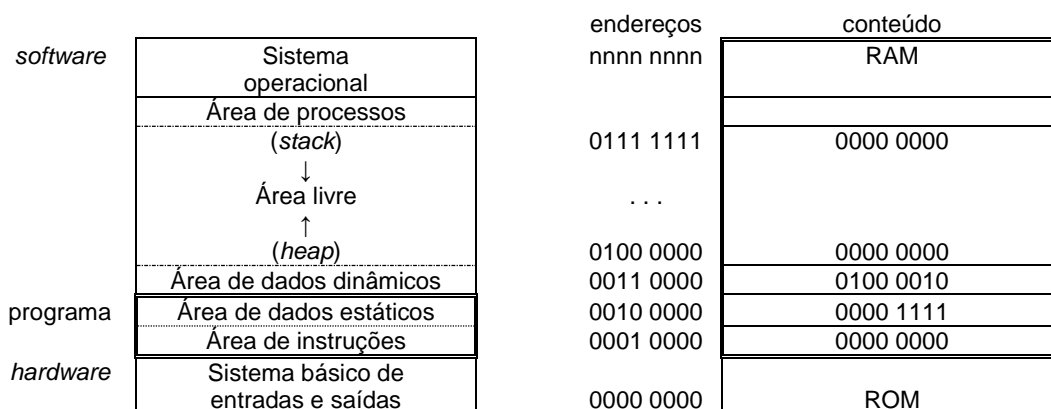 endereços conteúdo
software Sistema nnnn nnnn RAM
operacional
Área de processos
(stack) 0111 1111 0000 0000
↓
Área livre . . .
↑
(heap) 0100 0000 0000 0000
Área de dados dinâmicos 0011 0000 0100 0010
programa Área de dados estáticos 0010 0000 0000 1111
Área de instruções 0001 0000 0000 0000
hardware Sistema básico de
entradas e saídas 0000 0000 ROM